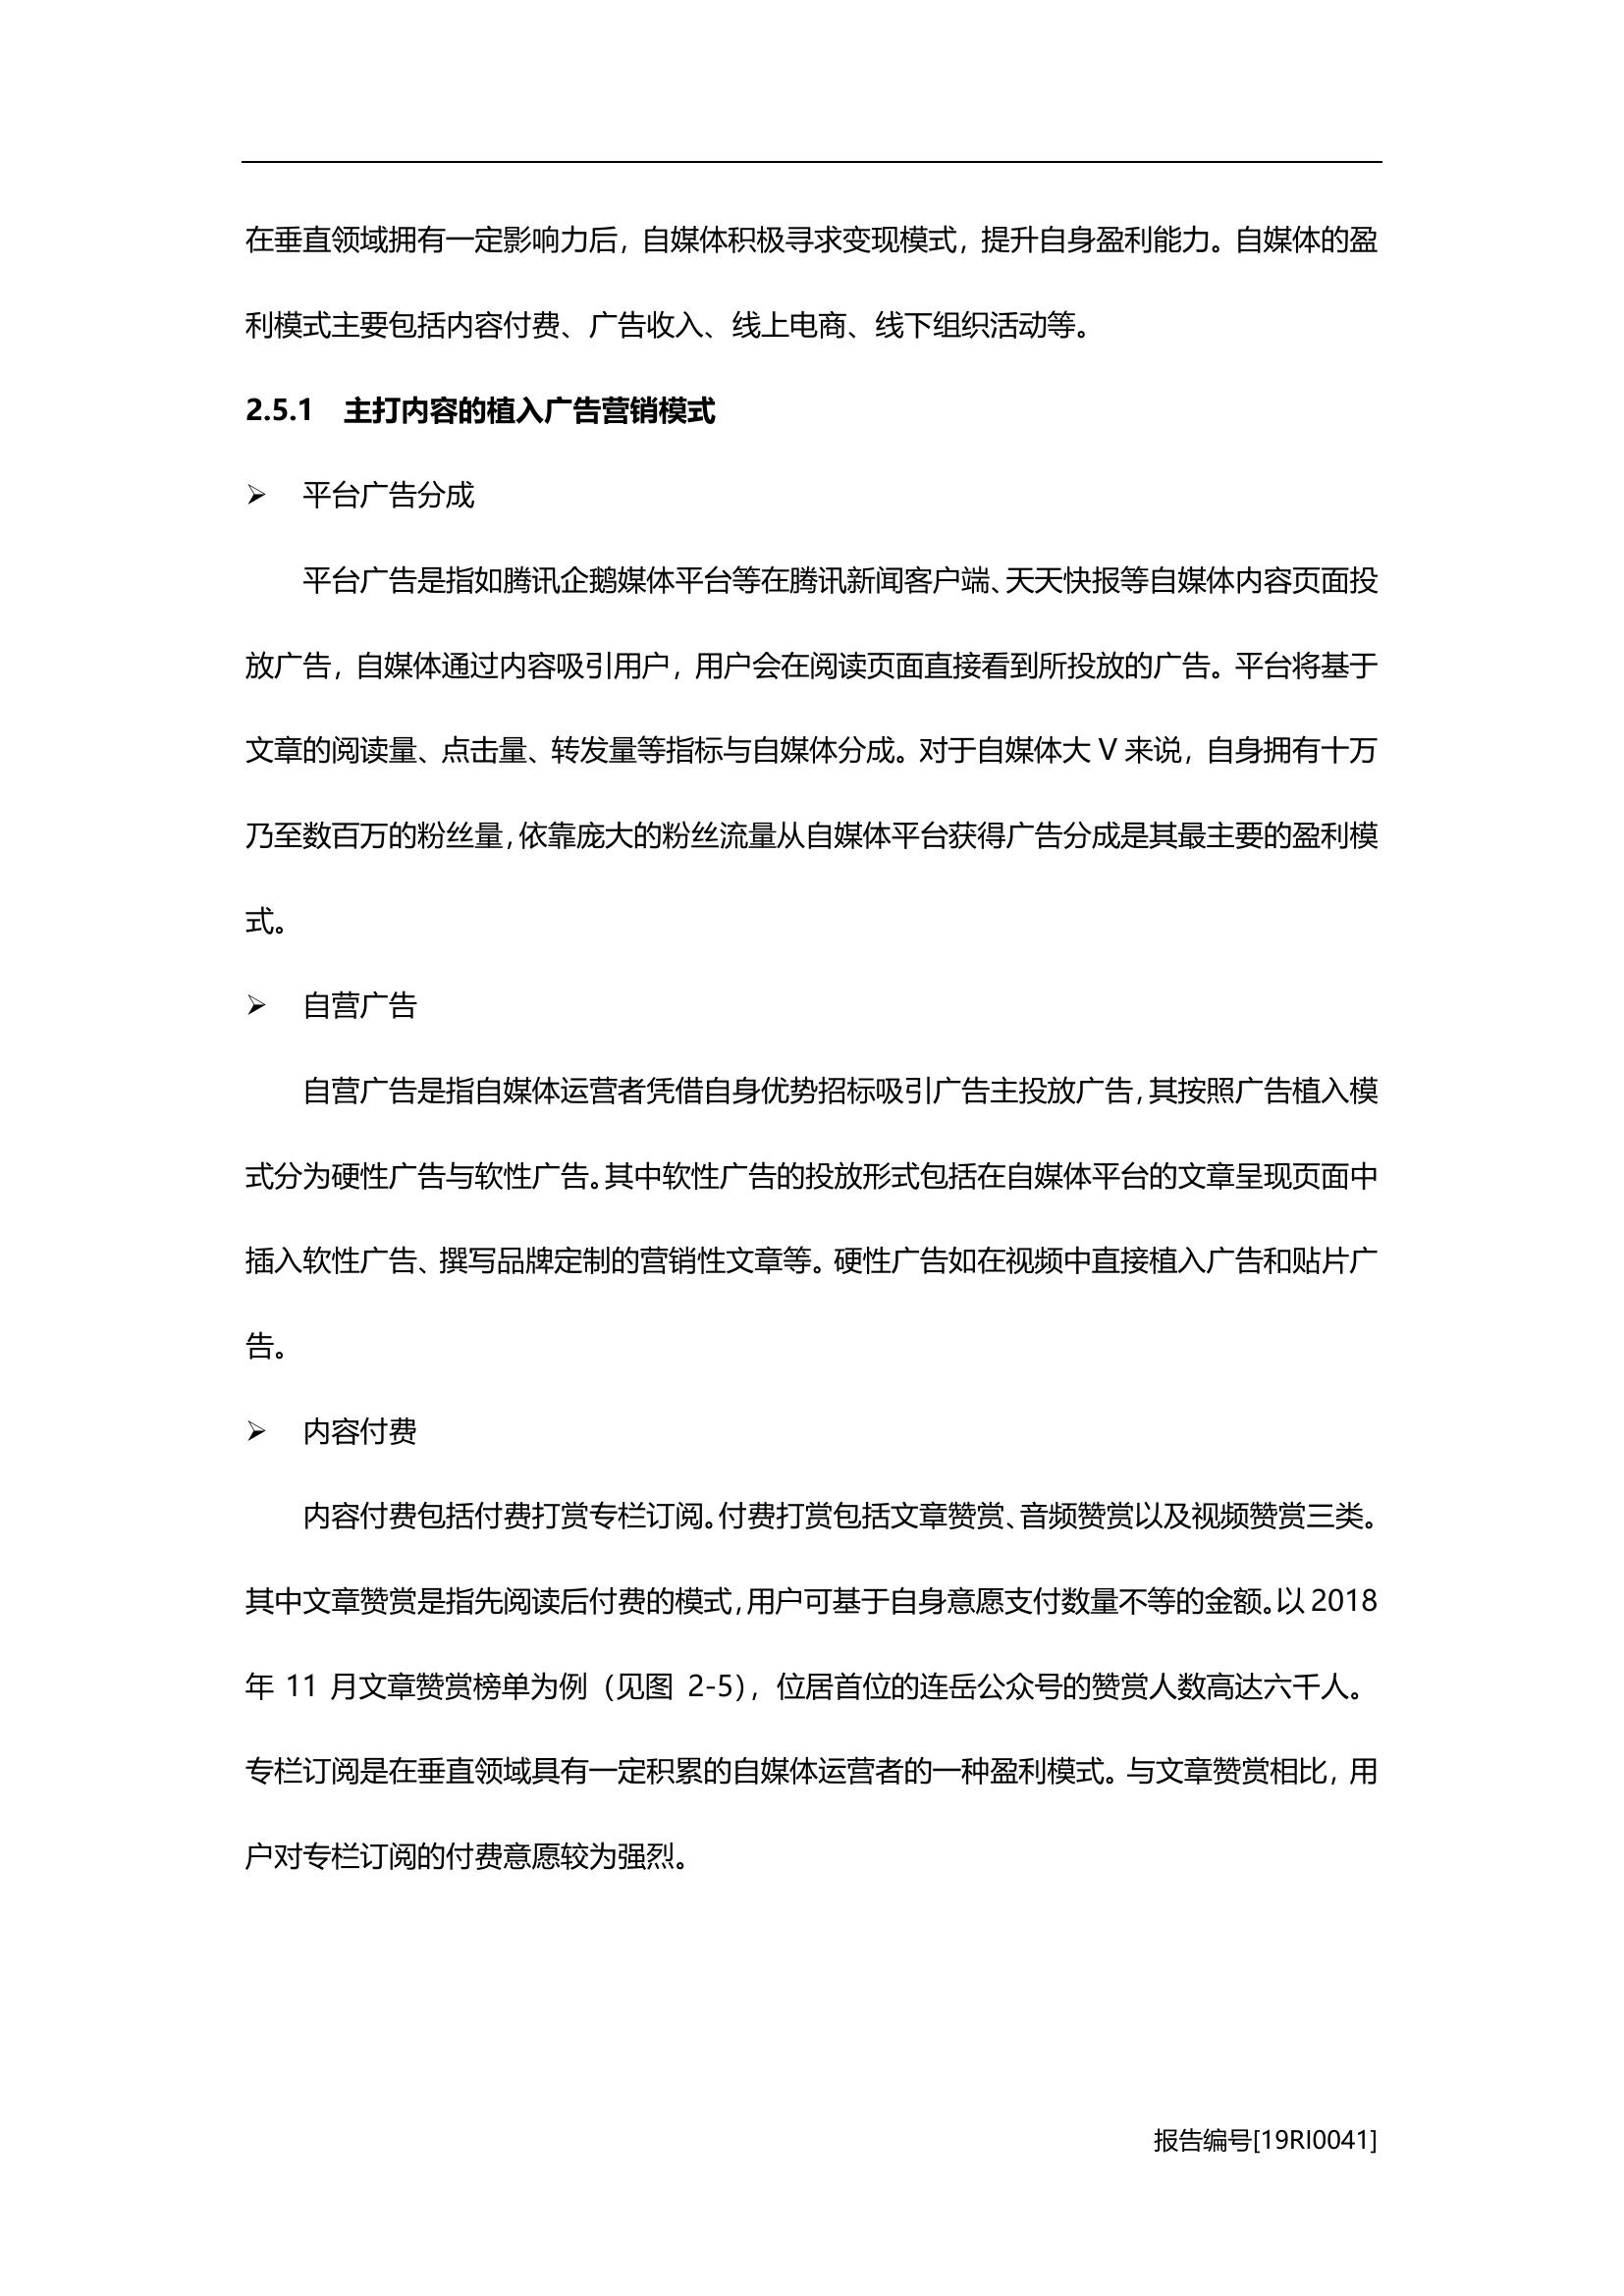 在垂直领域拥有一定影响力后，自媒体积极寻求变现模式，提升自身盈利能力。自媒体的盈
利模式主要包括内容付费、广告收入、线上电商、线下组织活动等。
2.5.1 主打内容的植入广告营销模式
➢ 平台广告分成
平台广告是指如腾讯企鹅媒体平台等在腾讯新闻客户端、天天快报等自媒体内容页面投
放广告，自媒体通过内容吸引用户，用户会在阅读页面直接看到所投放的广告。平台将基于
文章的阅读量、点击量、转发量等指标与自媒体分成。对于自媒体大 V 来说，自身拥有十万
乃至数百万的粉丝量，依靠庞大的粉丝流量从自媒体平台获得广告分成是其最主要的盈利模
式。
➢ 自营广告
自营广告是指自媒体运营者凭借自身优势招标吸引广告主投放广告，其按照广告植入模
式分为硬性广告与软性广告。其中软性广告的投放形式包括在自媒体平台的文章呈现页面中
插入软性广告、撰写品牌定制的营销性文章等。硬性广告如在视频中直接植入广告和贴片广
告。
➢ 内容付费
内容付费包括付费打赏专栏订阅。付费打赏包括文章赞赏、音频赞赏以及视频赞赏三类。
其中文章赞赏是指先阅读后付费的模式，用户可基于自身意愿支付数量不等的金额。以 2018
年 11 月文章赞赏榜单为例（见图 2-5），位居首位的连岳公众号的赞赏人数高达六千人。
专栏订阅是在垂直领域具有一定积累的自媒体运营者的一种盈利模式。与文章赞赏相比，用
户对专栏订阅的付费意愿较为强烈。
报告编号[19RI0041]